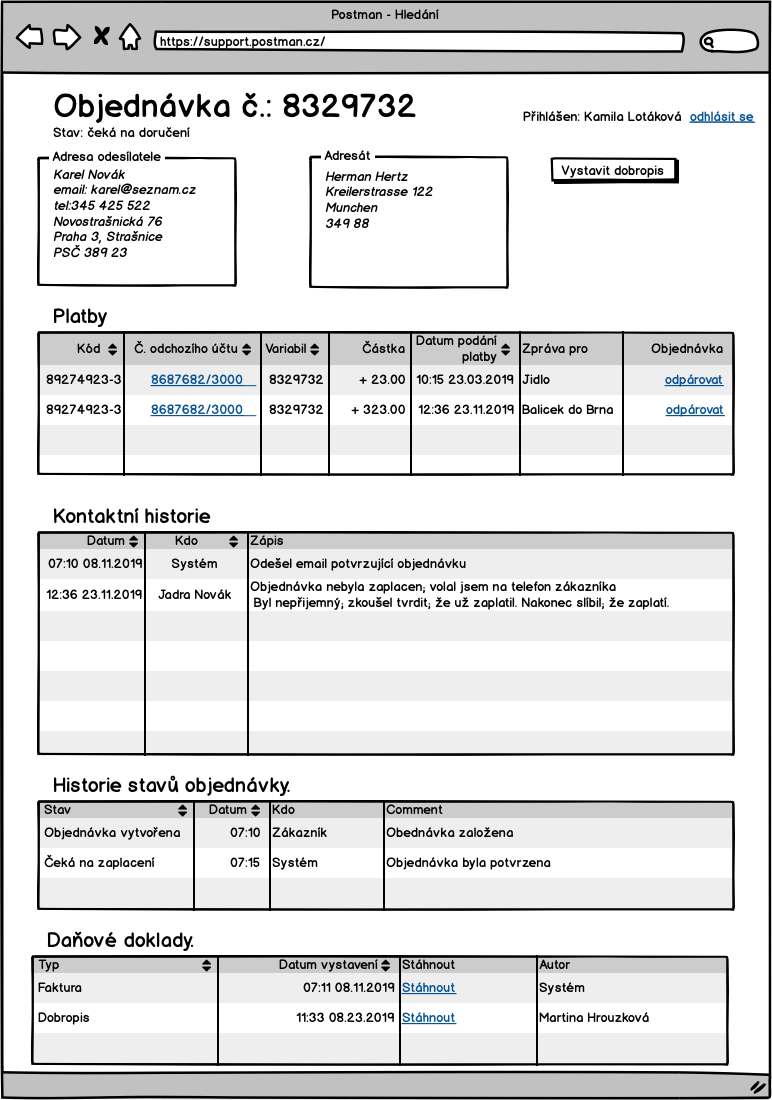 Postman - Hledání
https://support.postman.cz/
Objednávka č.: 8329732
Přihlášen: Kamila Lotáková odhlásit se
Stav: čeká na doručení
Adresa odesílatele
Karel Novák
email: karel@seznam.cz
tel:345 425 522
Novostrašnická 76
Praha 3, Strašnice
PSČ 389 23
Adresát
Herman Hertz
Kreilerstrasse 122
Munchen
349 88
Vystavit dobropis
Platby
Kód Č. odchozího účtu Variabil Částka Datum podání platby Zpráva pro Objednávka
89274923-3 8687682/3000 8329732 + 23.00 10:15 23.03.2019 Jidlo odpárovat
89274923-3 8687682/3000 8329732 + 323.00 12:36 23.11.2019 Balicek do Brna odpárovat
Kontaktní historie
Datum Kdo Zápis
07:10 08.11.2019 Systém Odešel email potvrzující objednávku
12:36 23.11.2019 Jadra Novák Objednávka nebyla zaplacen; volal jsem na telefon zákazníka
Byl nepřijemný; zkoušel tvrdit; že už zaplatil. Nakonec slíbil; že zaplatí.
Historie stavů objednávky.
Stav Datum Kdo Comment
Objednávka vytvořena 07:10 Zákazník Obednávka založena
Čeká na zaplacení 07:15 Systém Objednávka byla potvrzena
Daňové doklady.
Typ Datum vystavení Stáhnout Autor
Faktura 07:11 08.11.2019 Stáhnout Systém
Dobropis 11:33 08.23.2019 Stáhnout Martina Hrouzková